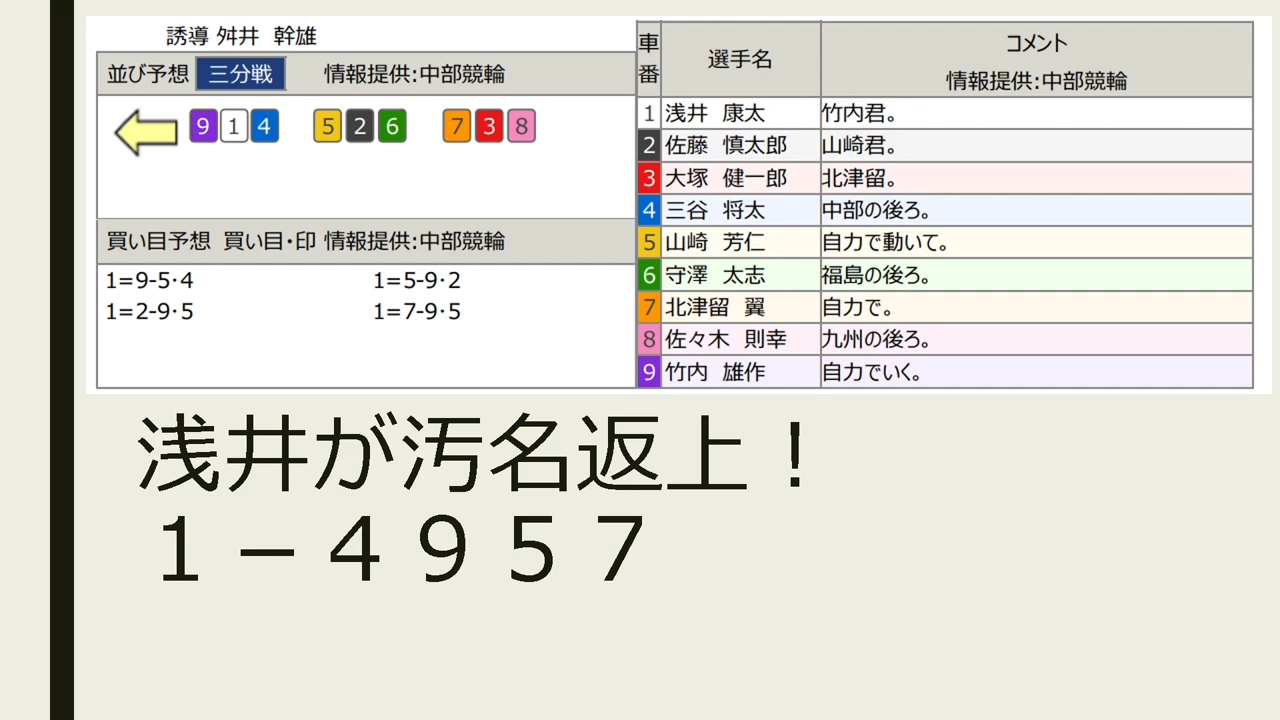 誘導 舛井 幹雄
並び予想 三分戦 情報提供:中部競輪
9 1 4 5 2 6 7 3 8
買い目予想 買い目・印 情報提供:中部競輪
1=9-5・4 1=5-9・2
1=2-9・5 1=7-9・5
車番 選手名 コメント
情報提供:中部競輪
1 浅井 康太 竹内君。
2 佐藤 慎太郎 山崎君。
3 大塚 健一郎 北津留。
4 三谷 将太 中部の後ろ。
5 山崎 芳仁 自力で動いて。
6 守澤 太志 福島の後ろ。
7 北津留 翼 自力で。
8 佐々木 則幸 九州の後ろ。
9 竹内 雄作 自力でいく。
浅井が汚名返上！
１－４９５７